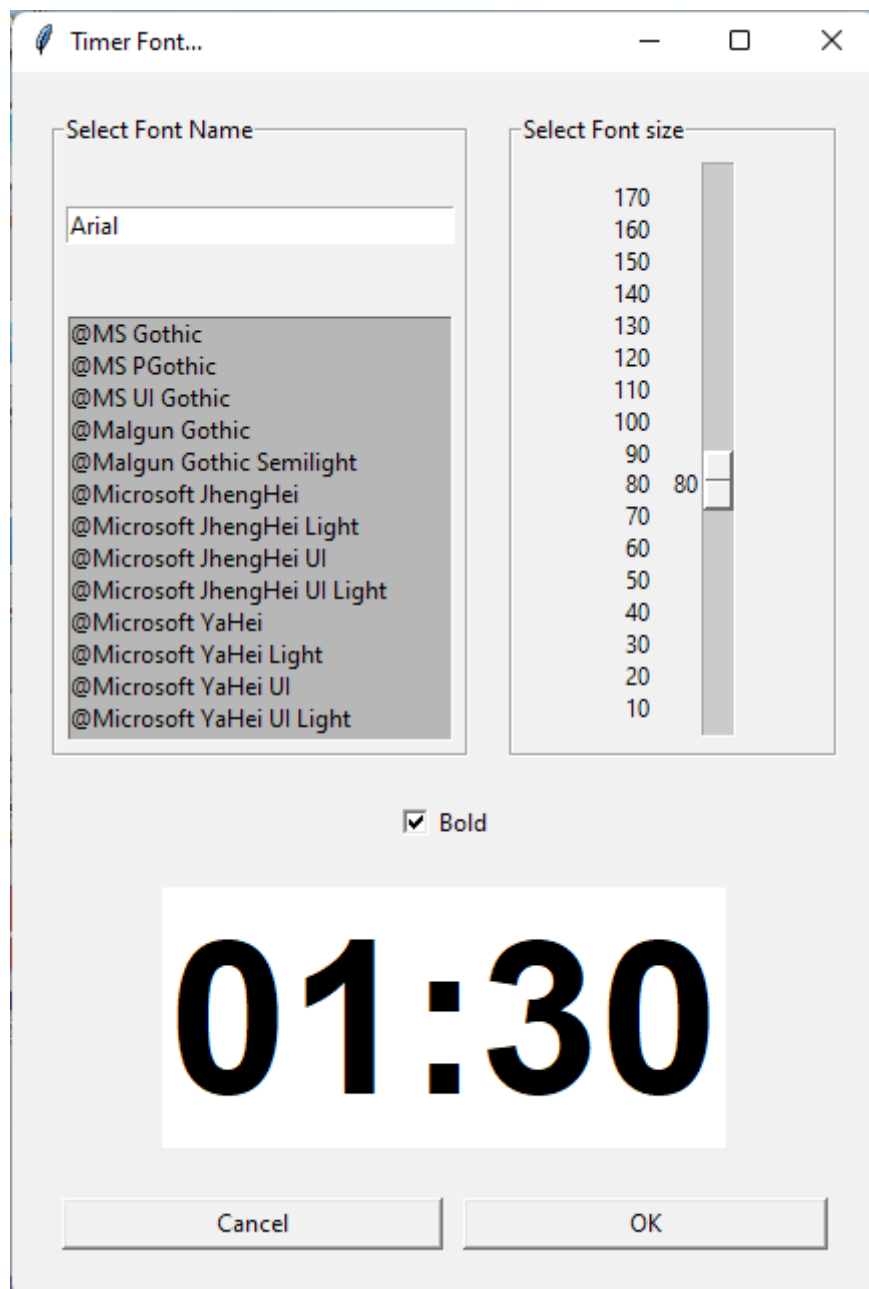 Timer Font...
Select Font Name
Arial
@MS Gothic
@MS PGothic
@MS UI Gothic
@Malgun Gothic
@Malgun Gothic Semilight
@Microsoft JhengHei
@Microsoft JhengHei Light
@Microsoft JhengHei UI
@Microsoft JhengHei UI Light
@Microsoft YaHei
@Microsoft YaHei Light
@Microsoft YaHei UI
@Microsoft YaHei UI Light
Select Font size
170
160
150
140
130
120
110
100
90
80 80
70
60
50
40
30
20
10
Bold
01:30
Cancel
OK